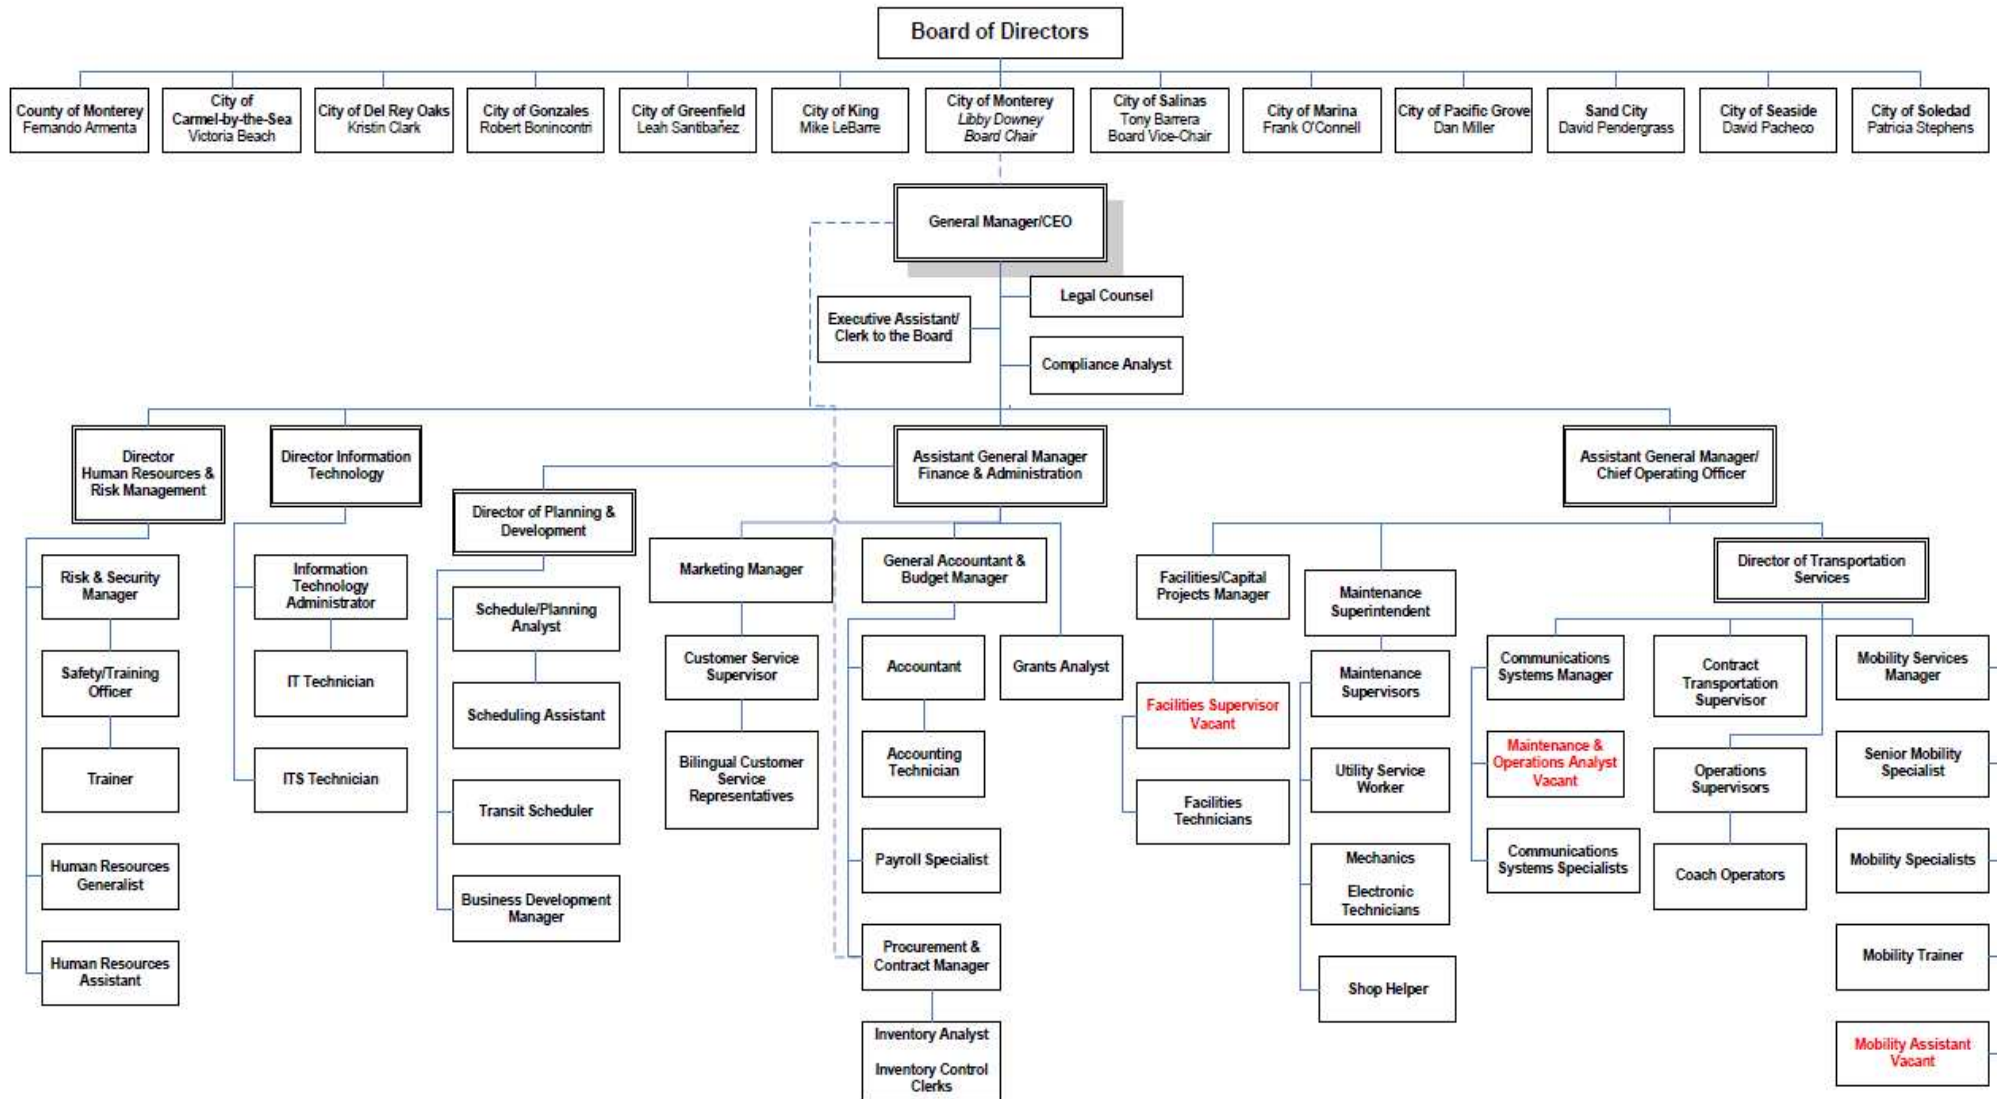 Board of Directors
County of Monterey
Fernando Armenta
City of
Carmel-by-the-Sea
Victoria Beach
City of Del Rey Oaks
Kristin Clark
City of Gonzales
Robert Bonincontri
City of Greenfield
Leah Santibañez
City of King
Mike LeBarre
City of Monterey
Libby Downey
Board Chair
City of Salinas
Tony Barrera
Board Vice-Chair
City of Marina
Frank O'Connell
City of Pacific Grove
Dan Miller
Sand City
David Pendergrass
City of Seaside
David Pacheco
City of Soledad
Patricia Stephens
General Manager/CEO
Legal Counsel
Executive Assistant/
Clerk to the Board
Compliance Analyst
Director
Human Resources &
Risk Management
Risk & Security
Manager
Safety/Training
Officer
Trainer
Human Resources
Generalist
Human Resources
Assistant
Director Information
Technology
Information
Technology
Administrator
IT Technician
ITS Technician
Assistant General Manager
Finance & Administration
Director of Planning &
Development
Schedule/Planning
Analyst
Scheduling Assistant
Transit Scheduler
Business Development
Manager
Marketing Manager
Customer Service
Supervisor
Bilingual Customer
Service
Representatives
General Accountant &
Budget Manager
Accountant
Accounting
Technician
Payroll Specialist
Procurement &
Contract Manager
Inventory Analyst
Inventory Control
Clerks
Grants Analyst
Assistant General Manager/
Chief Operating Officer
Facilities/Capital
Projects Manager
Facilities Supervisor
Vacant
Facilities
Technicians
Maintenance
Superintendent
Maintenance
Supervisors
Utility Service
Worker
Mechanics
Electronic
Technicians
Shop Helper
Director of Transportation
Services
Communications
Systems Manager
Maintenance &
Operations Analyst
Vacant
Communications
Systems Specialists
Contract
Transportation
Supervisor
Operations
Supervisors
Coach Operators
Mobility Services
Manager
Senior Mobility
Specialist
Mobility Specialists
Mobility Trainer
Mobility Assistant
Vacant